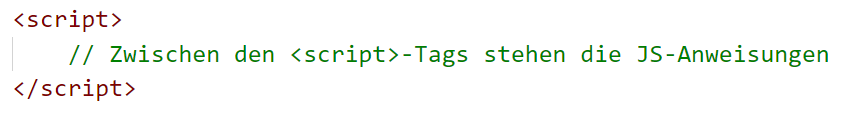 <script>
// Zwischen den <script>-Tags stehen die JS-Anweisungen
</script>